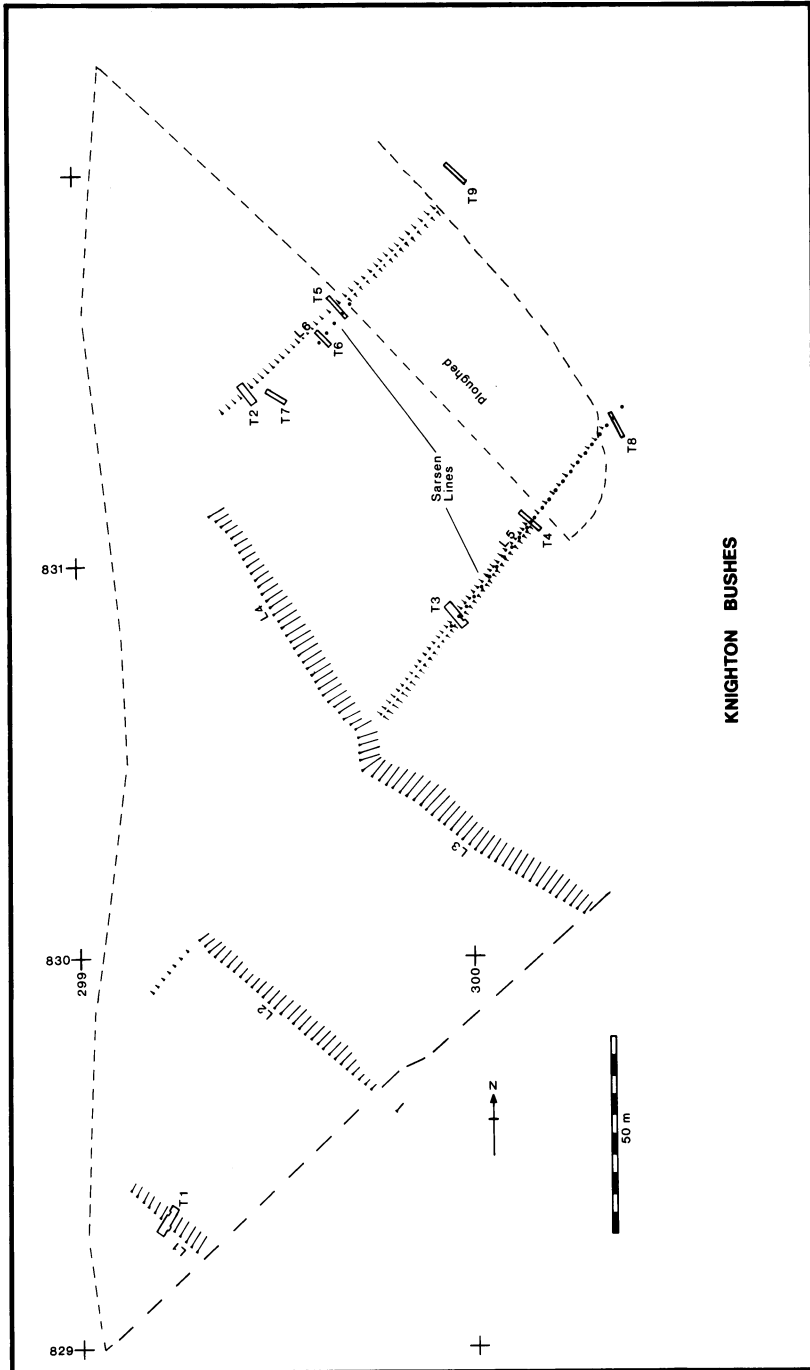 T9
T5
L6
T6
T2
T7
ploughed
Sarsen
Lines
T8
T4
L5
T3
831
L4
L3
KNIGHTON BUSHES
830
299
300
L2
N
50 m
T1
L1
829